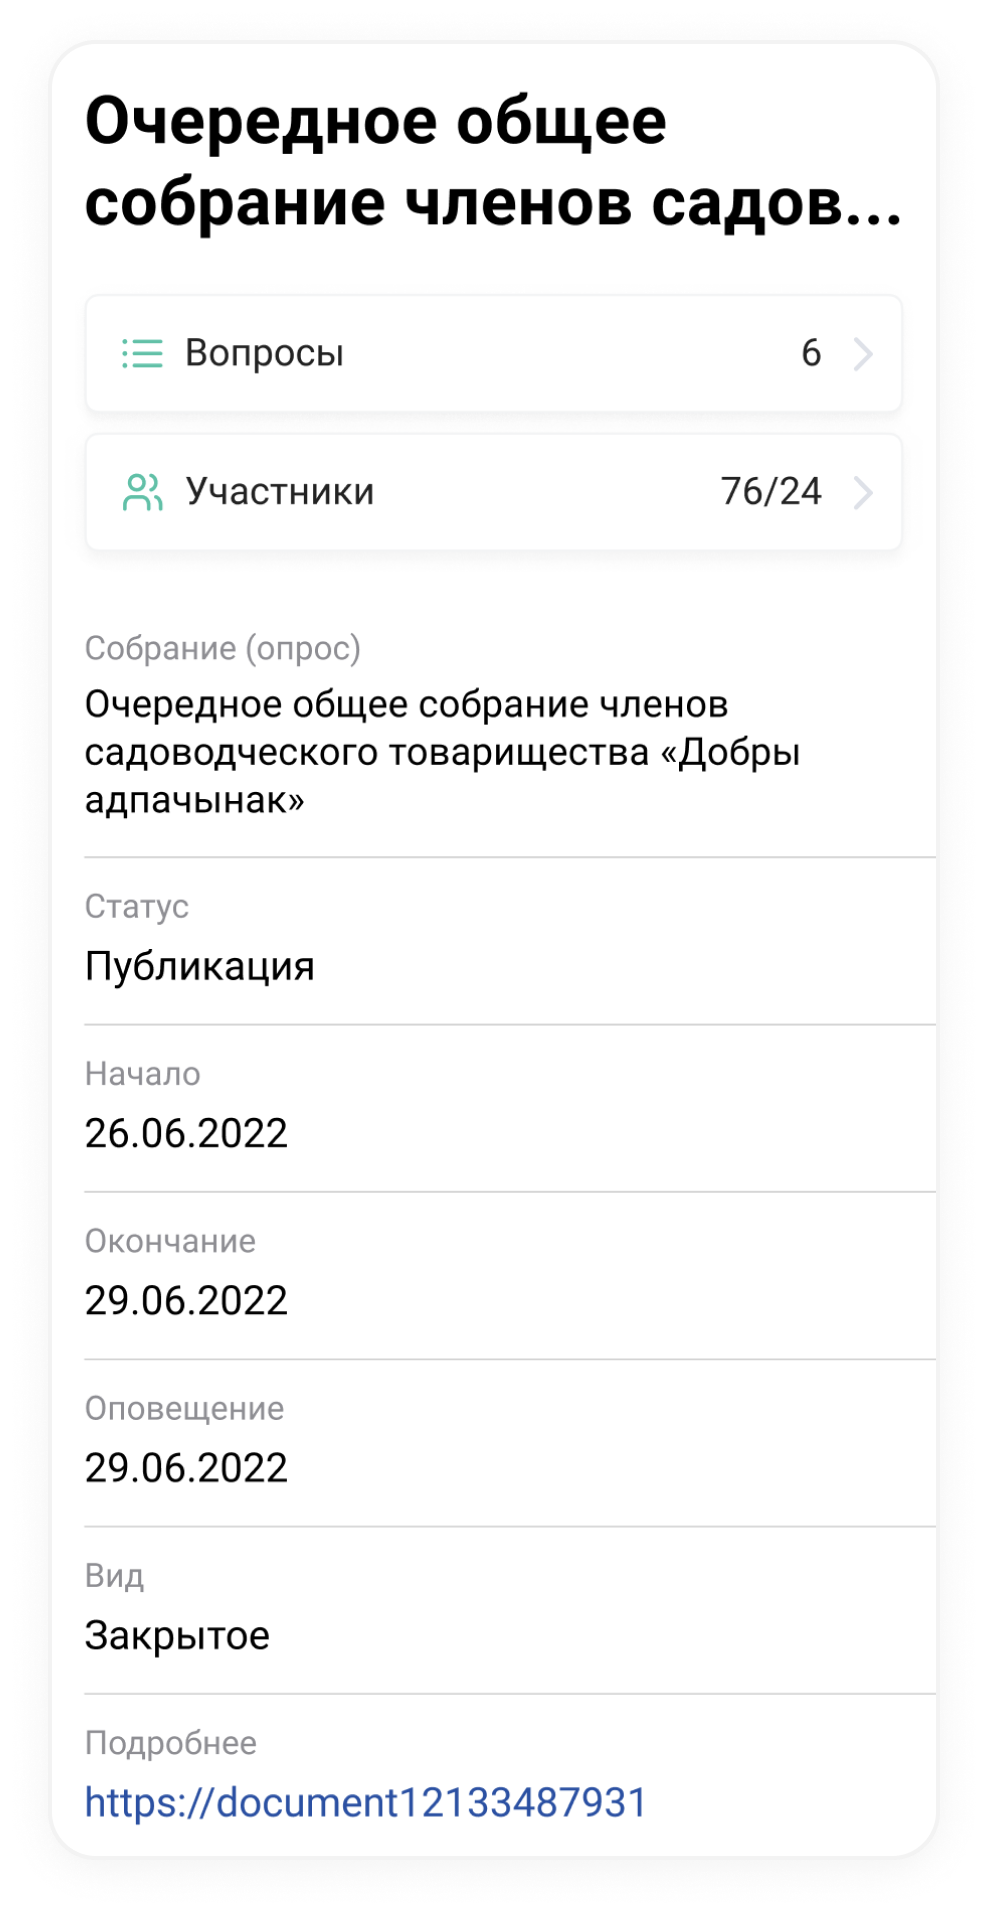 Очередное общее
собрание членов садов...
Вопросы 6
Участники 76/24
Собрание (опрос)
Очередное общее собрание членов
садоводческого товарищества «Добры
адпачынак»
Статус
Публикация
Начало
26.06.2022
Окончание
29.06.2022
Оповещение
29.06.2022
Вид
Закрытое
Подробнее
https://document12133487931